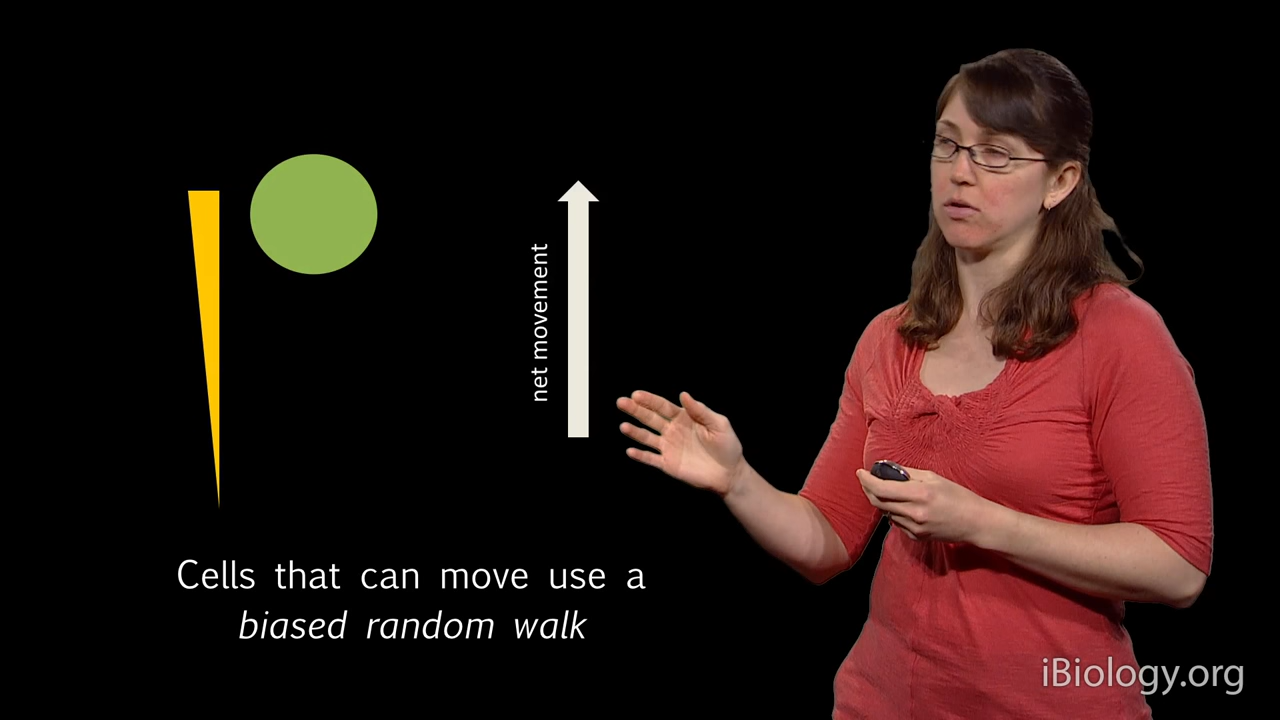 net movement
Cells that can move use a
biased random walk
iBiology.org